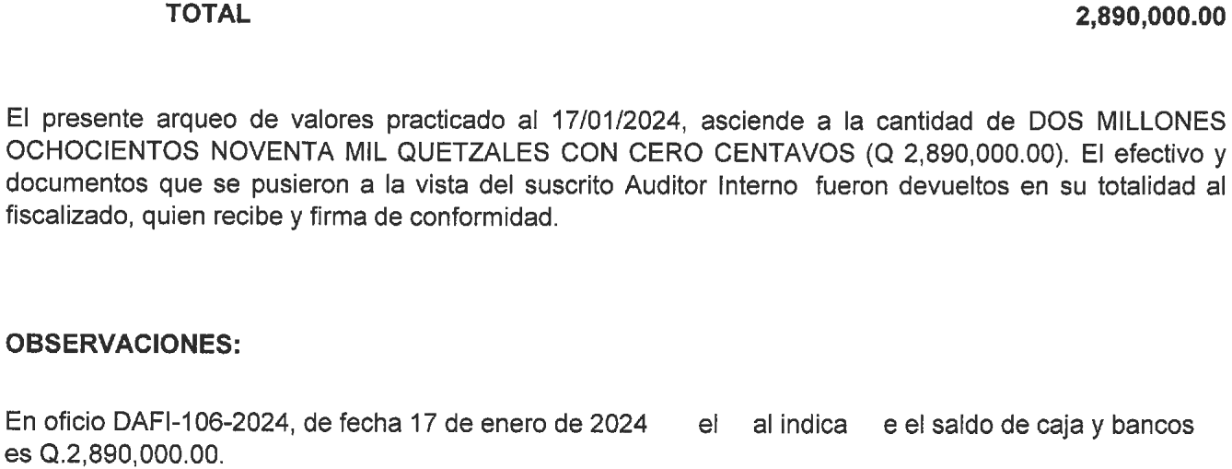 TOTAL 2,890,000.00
El presente arqueo de valores practicado al 17/01/2024, asciende a la cantidad de DOS MILLONES
OCHOCIENTOS NOVENTA MIL QUETZALES CON CERO CENTAVOS (Q 2,890,000.00). El efectivo y
documentos que se pusieron a la vista del suscrito Auditor Interno fueron devueltos en su totalidad al
fiscalizado, quien recibe y firma de conformidad.
OBSERVACIONES:
En oficio DAFI-106-2024, de fecha 17 de enero de 2024 el al indica e el saldo de caja y bancos
es Q.2,890,000.00.